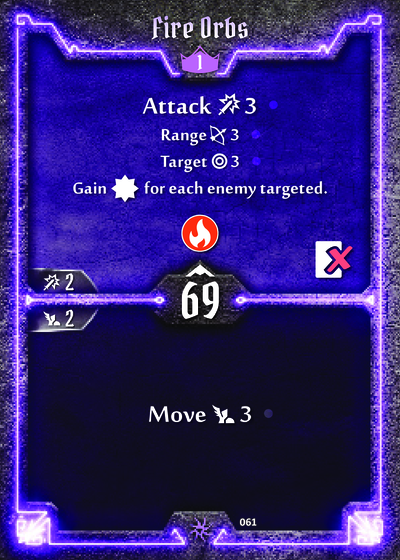 Fire Orbs
1
Attack 3
Range 3
Target 3
Gain for each enemy targeted.
2
69
2
Move 3
061